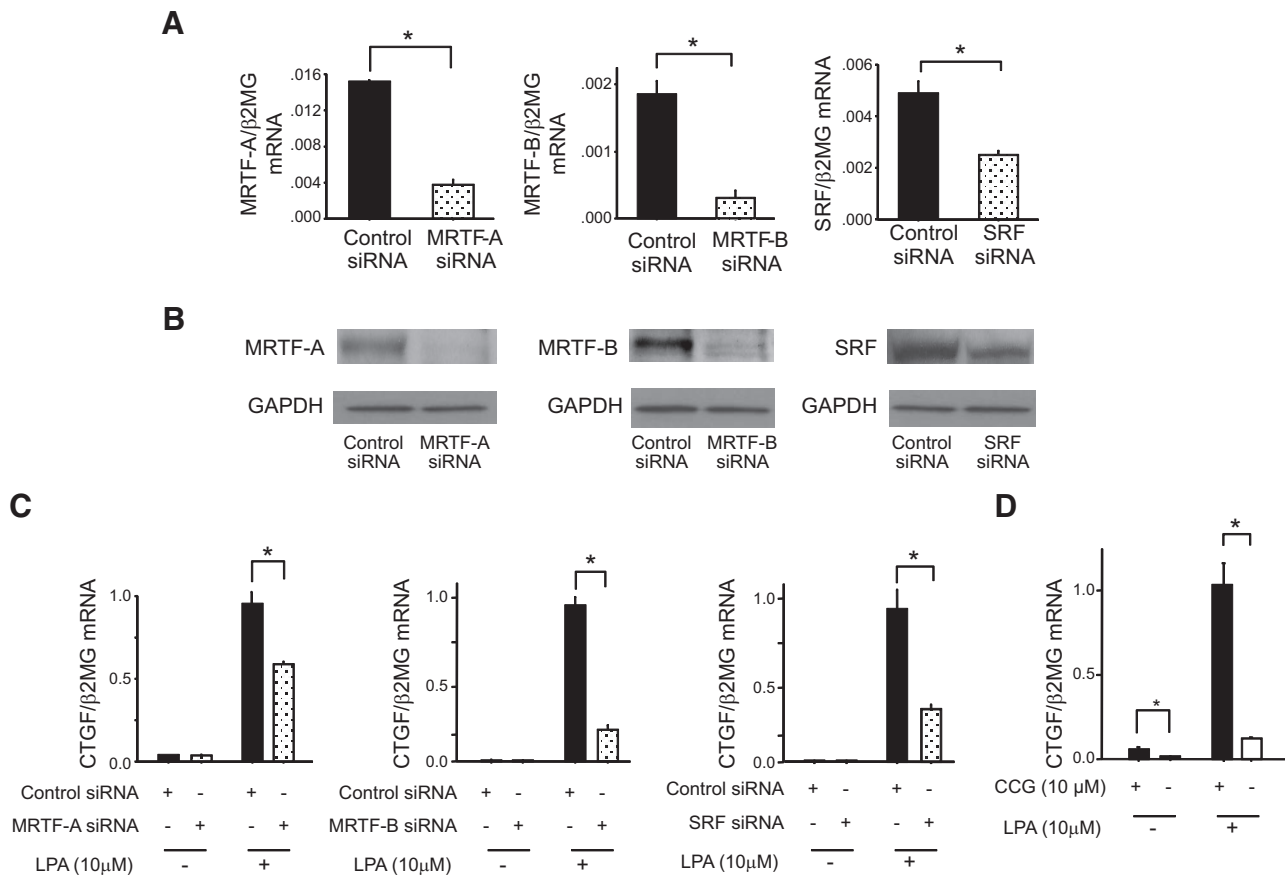 A
MRTF-A/β2MG
mRNA
.016
.012
.008
.004
.000
*
Control
siRNA
MRTF-A
siRNA
MRTF-B/β2MG
mRNA
.002
.001
.000
*
Control
siRNA
MRTF-B
siRNA
SRF/β2MG mRNA
.006
.004
.002
.000
*
Control
siRNA
SRF
siRNA
B
MRTF-A
GAPDH
Control
siRNA
MRTF-A
siRNA
MRTF-B
GAPDH
Control
siRNA
MRTF-B
siRNA
SRF
GAPDH
Control
siRNA
SRF
siRNA
C
CTGF/β2MG mRNA
1.0
0.5
0.0
*
Control siRNA + - + -
MRTF-A siRNA - + - +
LPA (10μM) - +
CTGF/β2MG mRNA
1.0
0.5
0.0
*
Control siRNA + - + -
MRTF-B siRNA - + - +
LPA (10μM) - +
CTGF/β2MG mRNA
1.0
0.5
0.0
*
Control siRNA + - + -
SRF siRNA - + - +
LPA (10μM) - +
D
CTGF/β2MG mRNA
1.0
0.5
0.0
*
*
CCG (10 μM) + - + -
LPA (10μM) - +